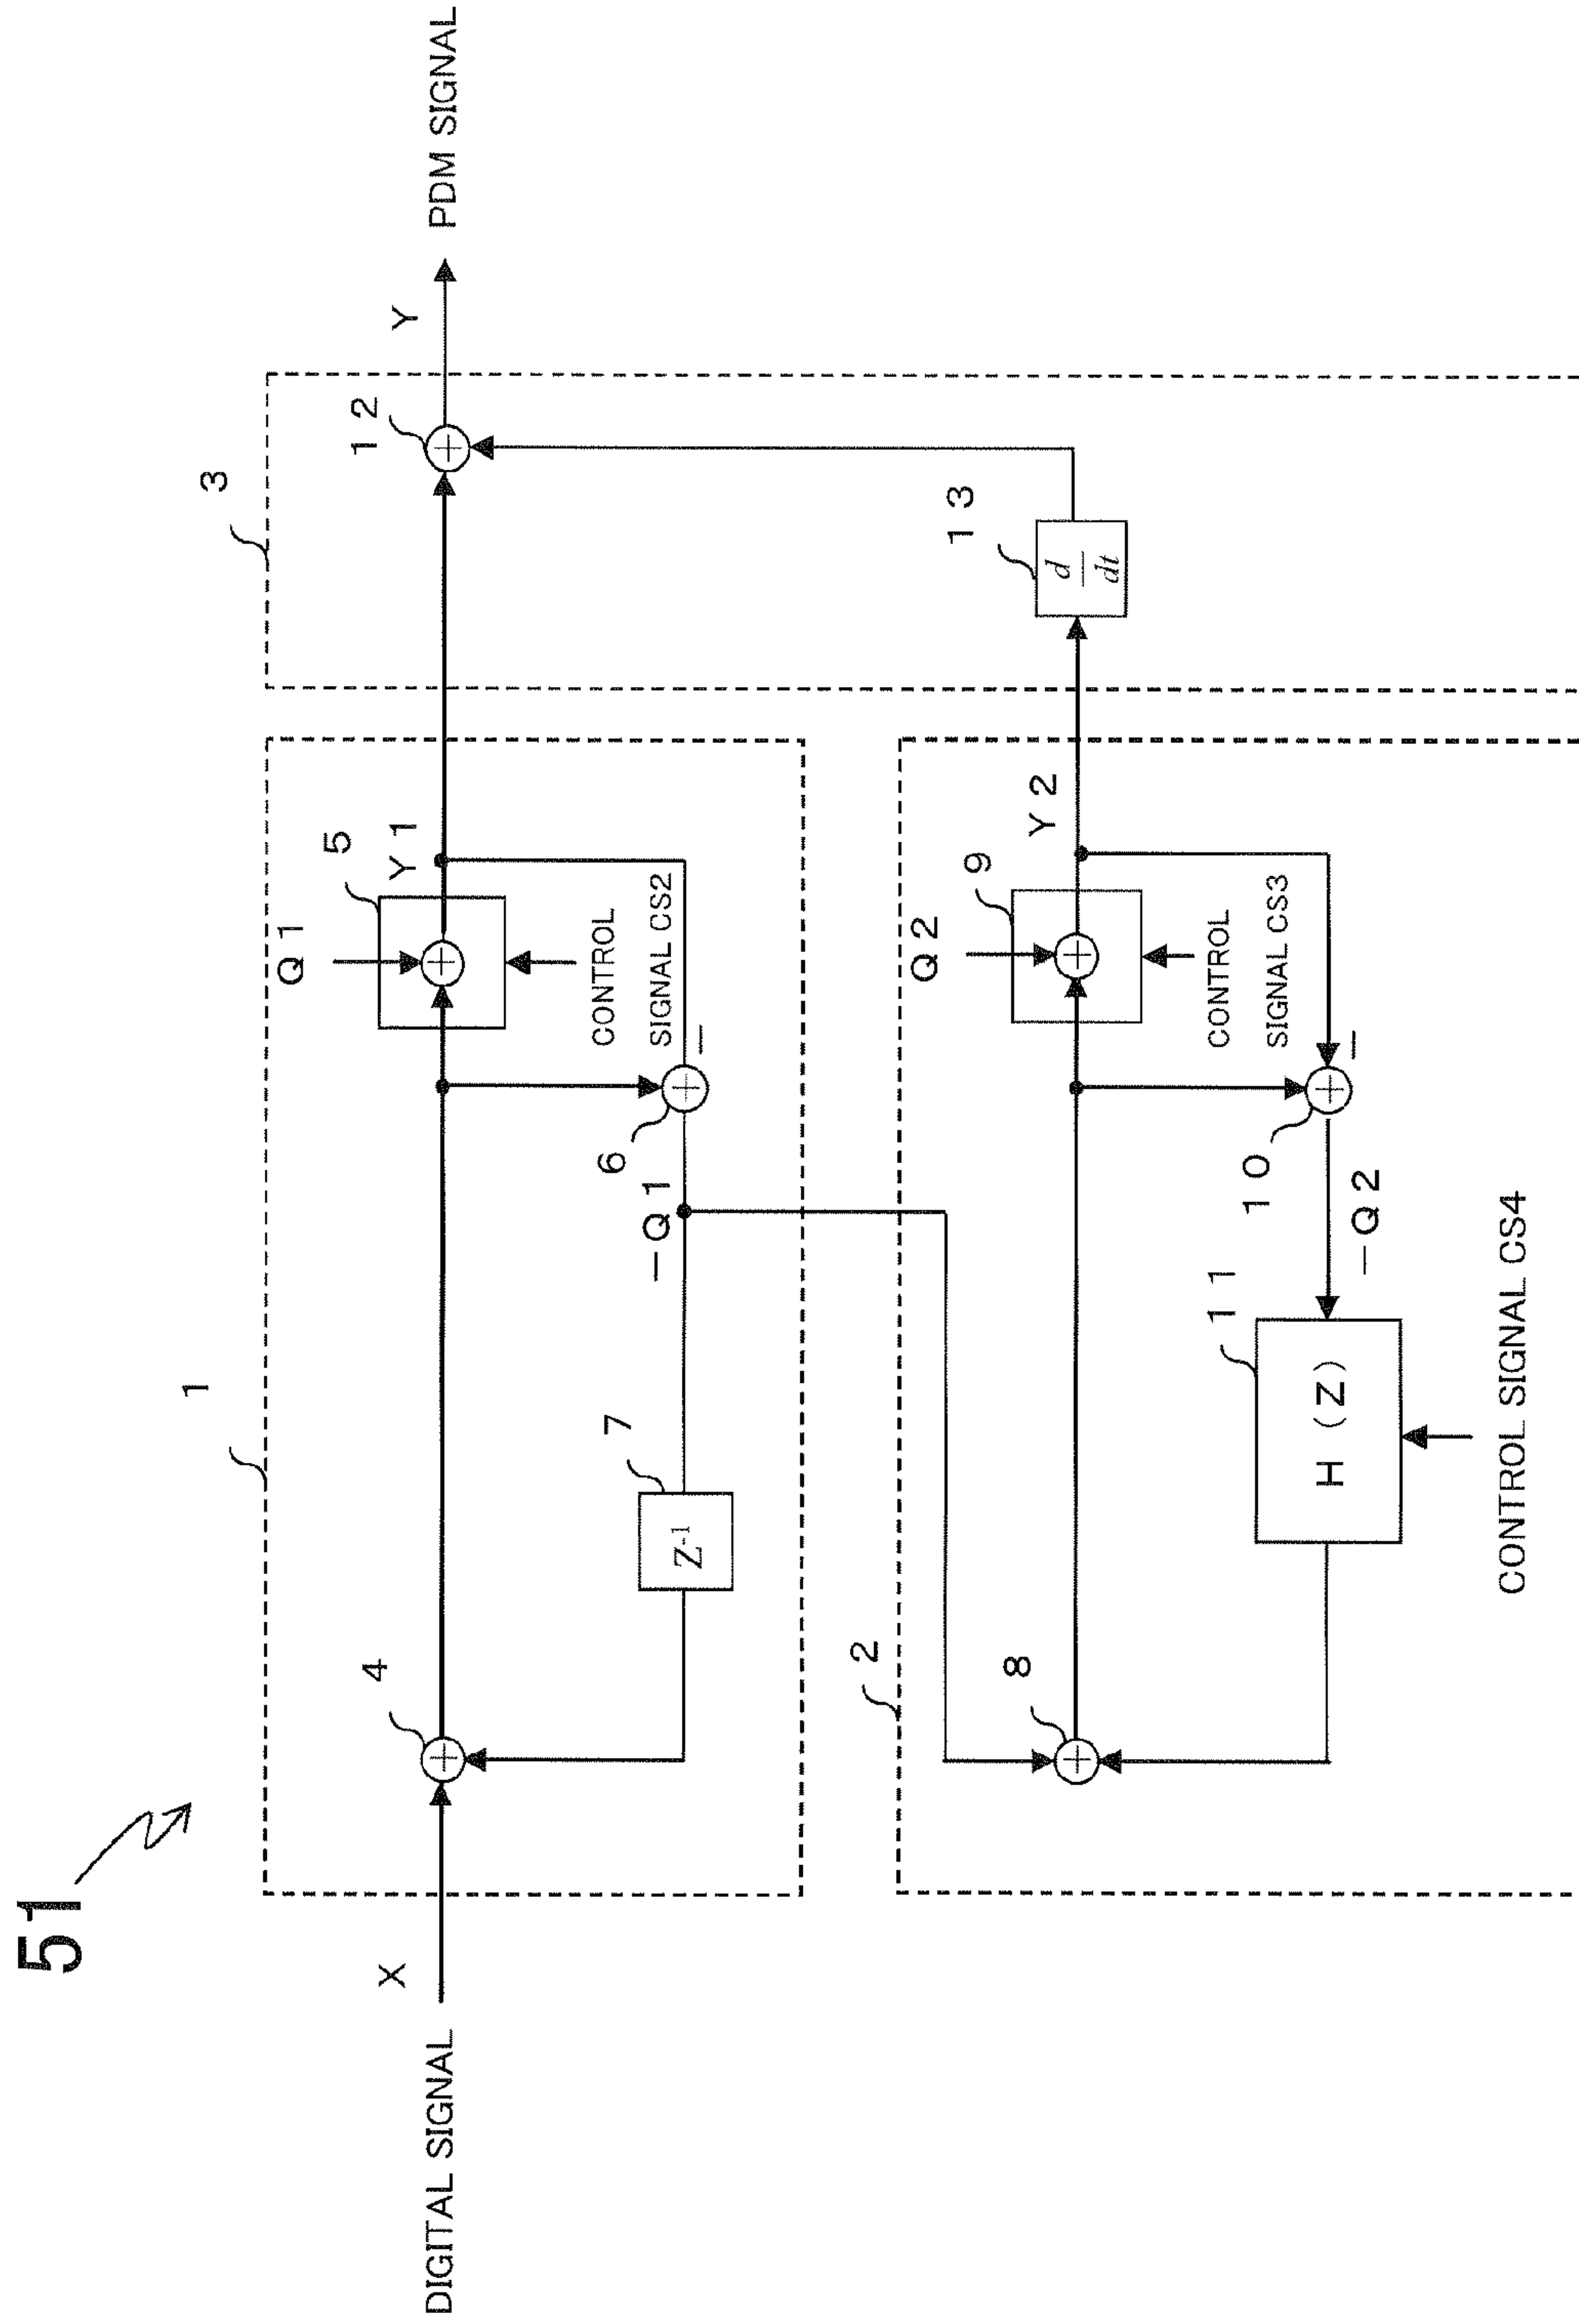 51
DIGITAL SIGNAL
X
1
4
5
Q1
Y1
CONTROL
SIGNAL CS2
6
−
−Q1
7
Z-1
2
8
9
Q2
Y2
CONTROL
SIGNAL CS3
10
−
−Q2
11
H (Z)
CONTROL SIGNAL CS4
3
12
13
d
dt
Y
PDM SIGNAL